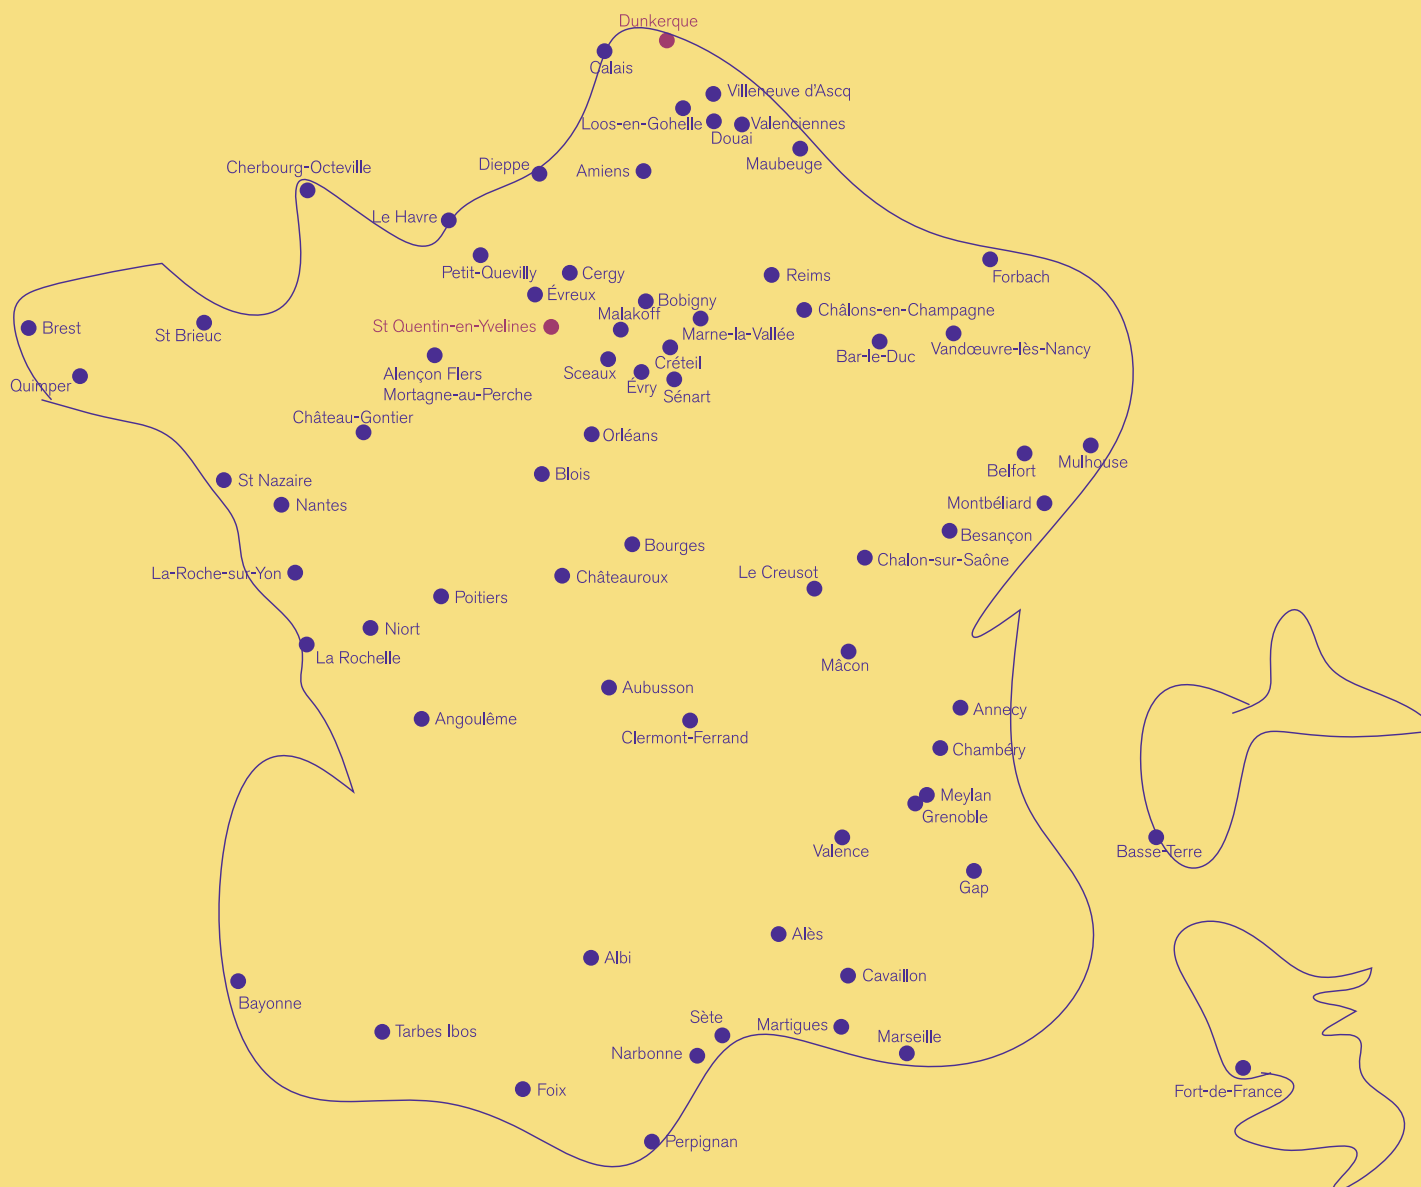 Dunkerque
Calais
Villeneuve d'Ascq
Loos-en-Gohelle
Valenciennes
Douai
Maubeuge
Cherbourg-Octeville
Dieppe
Amiens
Le Havre
Petit-Quevilly
Cergy
Reims
Forbach
Évreux
Bobigny
Châlons-en-Champagne
Malakoff
St Quentin-en-Yvelines
Marne-la-Vallée
Brest
St Brieuc
Bar-le-Duc
Vandœuvre-lès-Nancy
Créteil
Alençon Flers
Mortagne-au-Perche
Sceaux
Évry
Sénart
Quimper
Château-Gontier
Orléans
Belfort
Mulhouse
Blois
St Nazaire
Nantes
Montbéliard
Besançon
Bourges
Chalon-sur-Saône
La-Roche-sur-Yon
Châteauroux
Le Creusot
Poitiers
Niort
La Rochelle
Mâcon
Aubusson
Annecy
Angoulême
Clermont-Ferrand
Chambéry
Meylan
Grenoble
Valence
Basse-Terre
Gap
Alès
Albi
Cavaillon
Bayonne
Sète
Martigues
Tarbes Ibos
Marseille
Narbonne
Foix
Fort-de-France
Perpignan